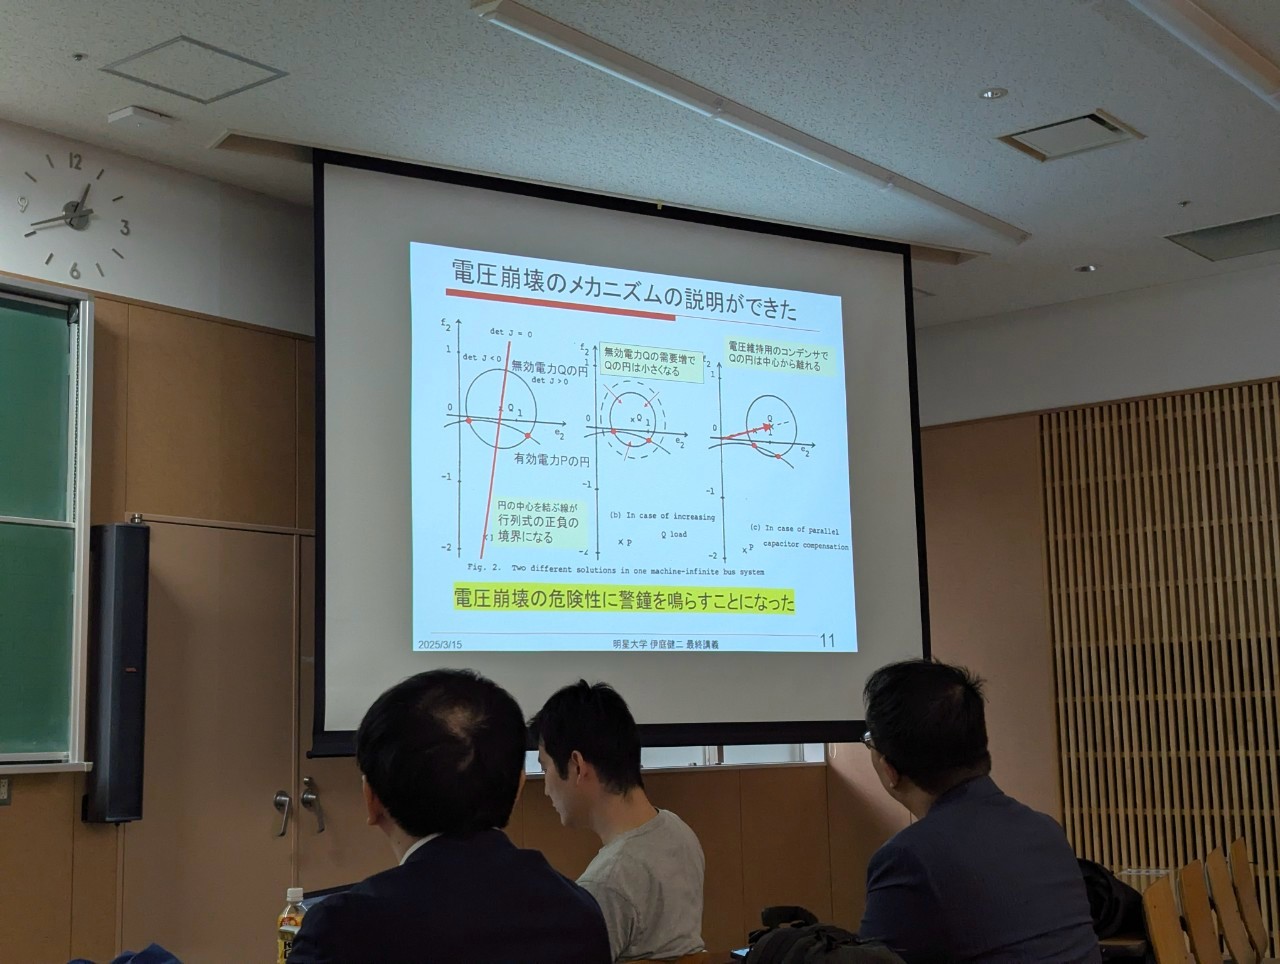 12
9
3
6
電圧崩壊のメカニズムの説明ができた
f2
det J = 0
1
det J<0
無効電力Qの円
det J>0
0
Q
1
e2
有効電力Pの円
-1
円の中心を結ぶ線が
行列式の正負の
境界になる
-2
f2
無効電力Qの需要増で
Qの円は小さくなる
1
0
×Q
1
e2
-1
(b) In case of increasing
Q load
×P
電圧維持用のコンデンサで
Qの円は中心から離れる
1
0
Q
e2
-1
(c) In case of parallel
capacitor compensation
×P
-2
Fig. 2. Two different solutions in one machine-infinite bus system
電圧崩壊の危険性に警鐘を鳴らすことになった
2025/3/15
明星大学 伊庭健二 最終講義
11